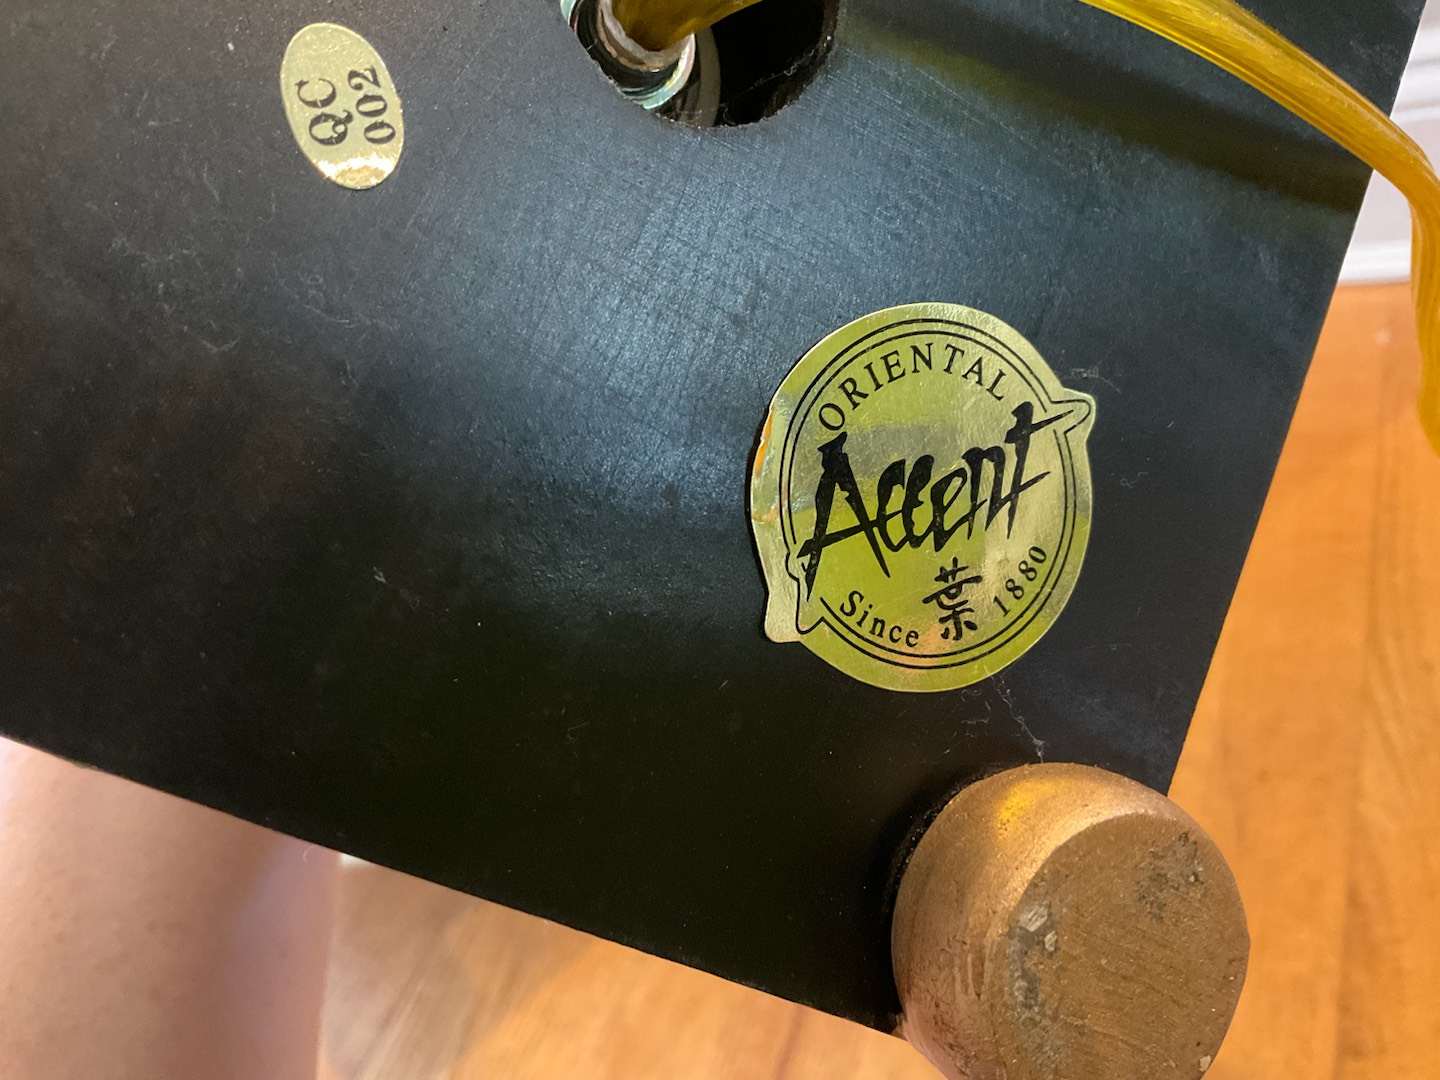 QC
002
ORIENTAL
Accent
葉
Since 1880